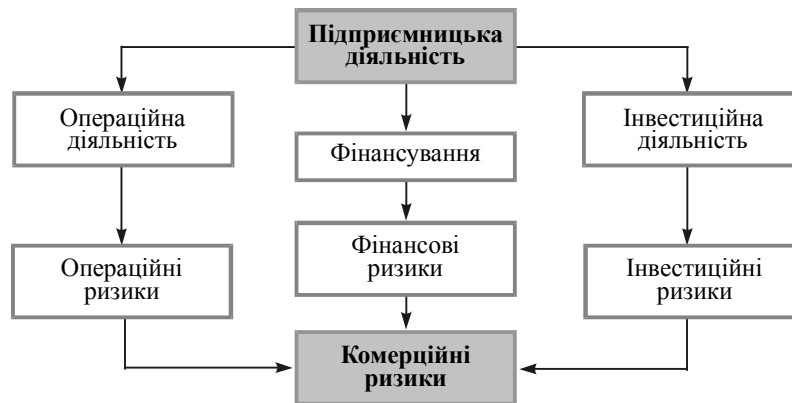 Підприємницька
діяльність
Операційна
діяльність
Фінансування
Інвестиційна
діяльність
Операційні
ризики
Фінансові
ризики
Інвестиційні
ризики
Комерційні
ризики